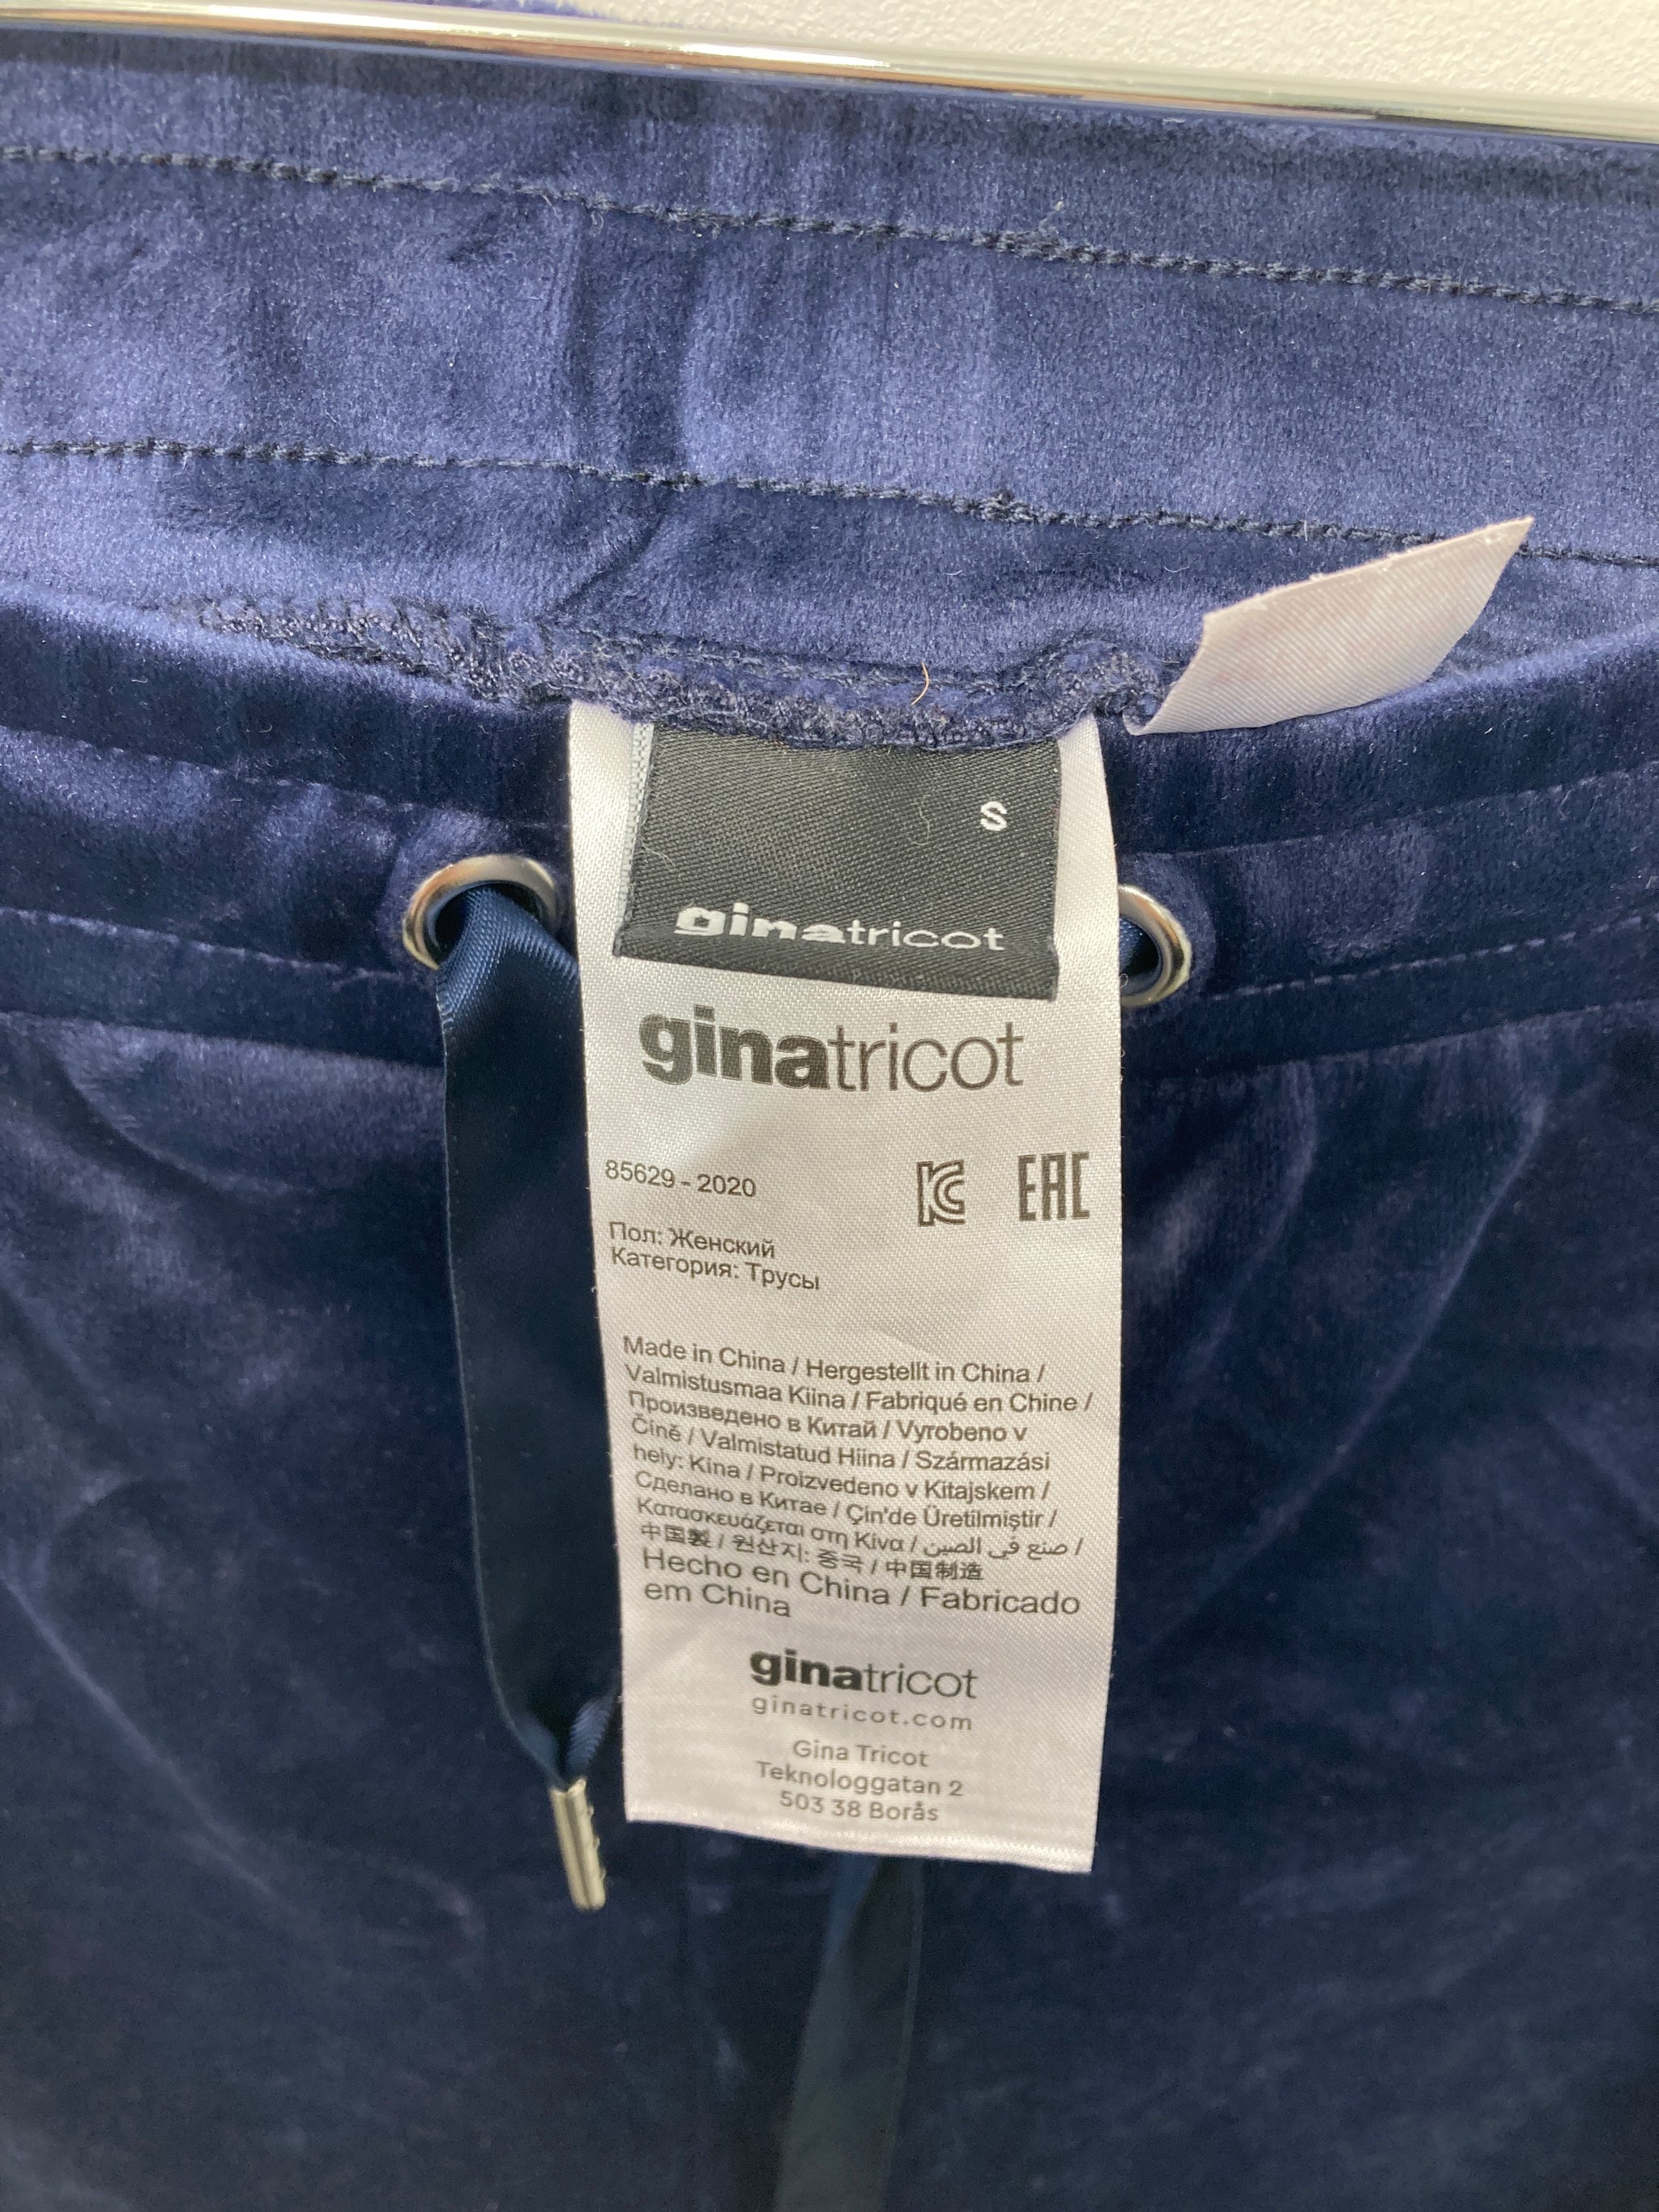 S
ginatricot
ginatricot
85629 - 2020
EAC
Пол: Женский
Категория: Трусы
Made in China / Hergestellt in China /
Valmistusmaa Kiina / Fabriqué en Chine /
Произведено в Китай / Vyrobeno v
Číně / Valmistatud Hiina / Származási
hely: Kina / Proizvedeno v Kitajskem /
Сделано в Китае / Çin'de Üretilmiştir /
Κατασκευάζεται στη Κίνα / صنع في الصين /
中国製 / 원산지: 중국 / 中国制造
Hecho en China / Fabricado
em China
ginatricot
ginatricot.com
Gina Tricot
Teknologgatan 2
503 38 Borås